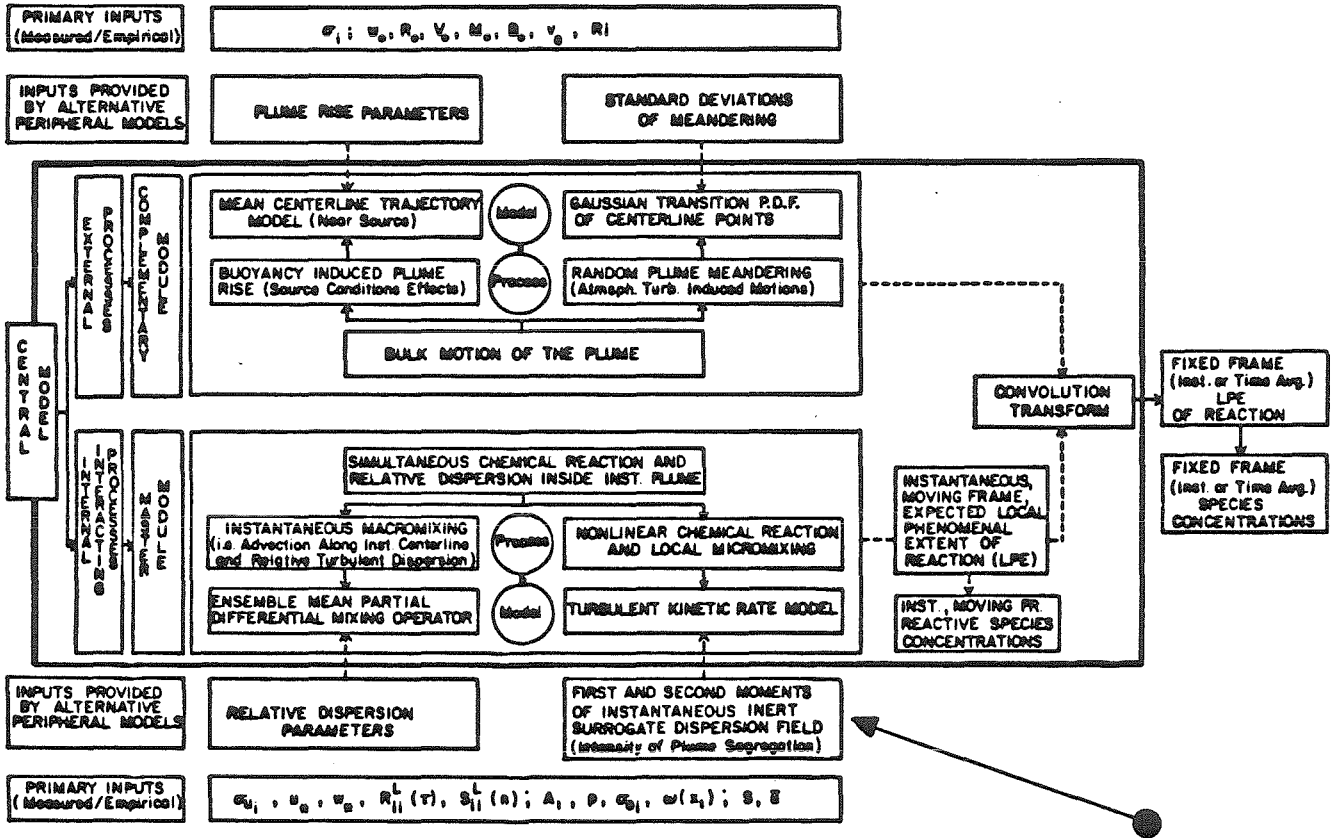 PRIMARY INPUTS
(Measured/Empirical)
INPUTS PROVIDED
BY ALTERNATIVE
PERIPHERAL MODELS
PLUME RISE PARAMETERS
STANDARD DEVIATIONS
OF MEANDERING
CENTRAL
MODEL
EXTERNAL
PROCESSES
COMPLEMENTARY
MODULE
MEAN CENTERLINE TRAJECTORY
MODEL (Near Source)
Model
GAUSSIAN TRANSITION P.D.F.
OF CENTERLINE POINTS
BUOYANCY INDUCED PLUME
RISE (Source Conditions Effects)
Process
RANDOM PLUME MEANDERING
(Atmsph. Turb. Induced Motions)
BULK MOTION OF THE PLUME
CONVOLUTION
TRANSFORM
FIXED FRAME
(Inst. or Time Avg.)
LPE
OF REACTION
FIXED FRAME
(Inst. or Time Avg.)
SPECIES
CONCENTRATIONS
INTERNAL
INTERACTING
PROCESSES
MASTER
MODULE
SIMULTANEOUS CHEMICAL REACTION AND
RELATIVE DISPERSION INSIDE INST. PLUME
INSTANTANEOUS MACROMIXING
(i.e. Advection Along Inst. Centerline
and Relative Turbulent Dispersion)
Process
NONLINEAR CHEMICAL REACTION
AND LOCAL MICROMIXING
ENSEMBLE MEAN PARTIAL
DIFFERENTIAL MIXING OPERATOR
Model
TURBULENT KINETIC RATE MODEL
INSTANTANEOUS,
MOVING FRAME,
EXPECTED LOCAL
PHENOMENAL
EXTENT OF
REACTION (LPE)
INST., MOVING FR.
REACTIVE SPECIES
CONCENTRATIONS
INPUTS PROVIDED
BY ALTERNATIVE
PERIPHERAL MODELS
RELATIVE DISPERSION
PARAMETERS
FIRST AND SECOND MOMENTS
OF INSTANTANEOUS INERT
SURROGATE DISPERSION FIELD
(Intensity of Plume Segregation)
PRIMARY INPUTS
(Measured/Empirical)